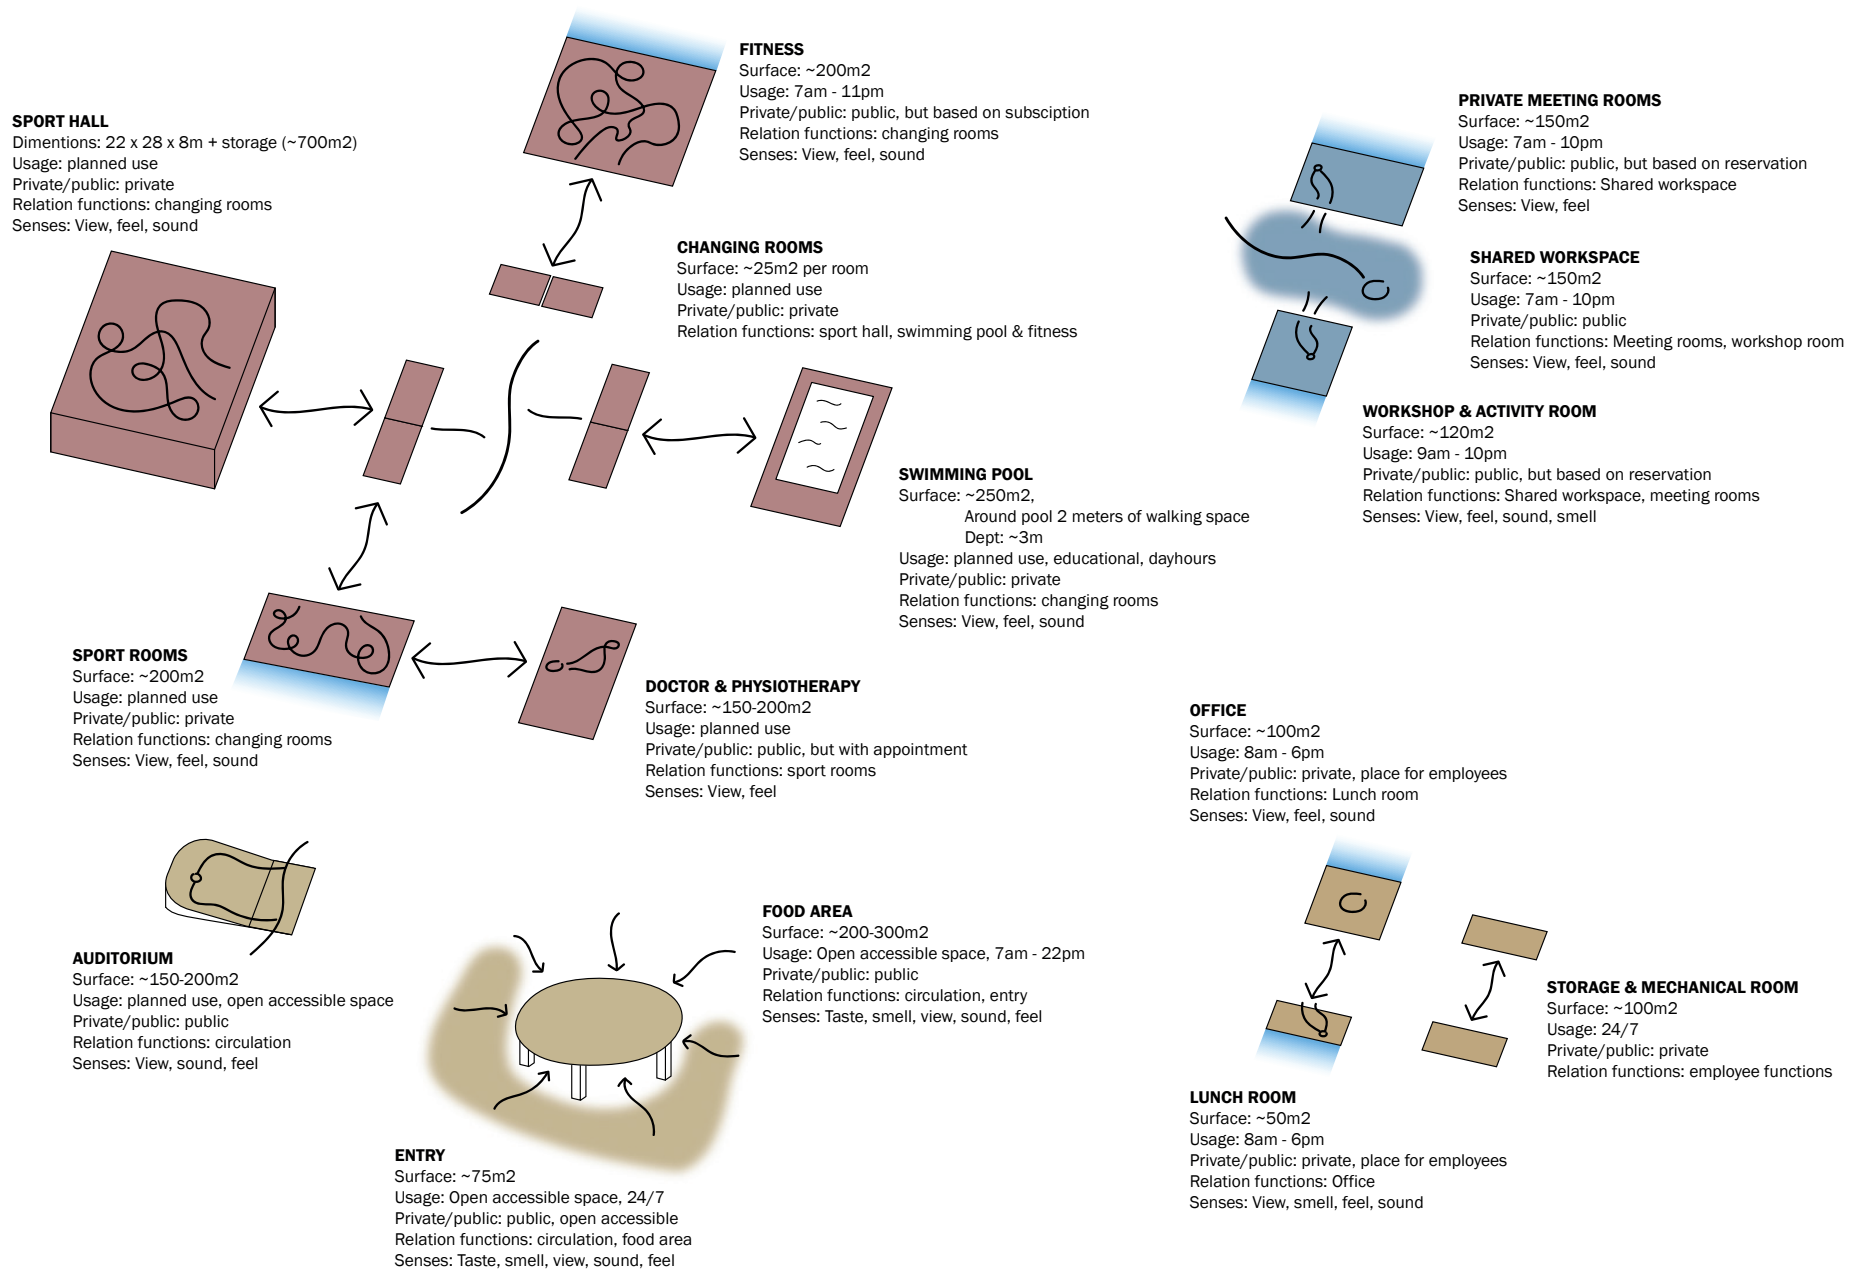 FITNESS
Surface: ~200m2
Usage: 7am - 11pm
Private/public: public, but based on subsciption
Relation functions: changing rooms
Senses: View, feel, sound
SPORT HALL
Dimentions: 22 x 28 x 8m + storage (~700m2)
Usage: planned use
Private/public: private
Relation functions: changing rooms
Senses: View, feel, sound
CHANGING ROOMS
Surface: ~25m2 per room
Usage: planned use
Private/public: private
Relation functions: sport hall, swimming pool & fitness
PRIVATE MEETING ROOMS
Surface: ~150m2
Usage: 7am - 10pm
Private/public: public, but based on reservation
Relation functions: Shared workspace
Senses: View, feel
SHARED WORKSPACE
Surface: ~150m2
Usage: 7am - 10pm
Private/public: public
Relation functions: Meeting rooms, workshop room
Senses: View, feel, sound
WORKSHOP & ACTIVITY ROOM
Surface: ~120m2
Usage: 9am - 10pm
Private/public: public, but based on reservation
Relation functions: Shared workspace, meeting rooms
Senses: View, feel, sound, smell
SWIMMING POOL
Surface: ~250m2,
Around pool 2 meters of walking space
Dept: ~3m
Usage: planned use, educational, dayhours
Private/public: private
Relation functions: changing rooms
Senses: View, feel, sound
SPORT ROOMS
Surface: ~200m2
Usage: planned use
Private/public: private
Relation functions: changing rooms
Senses: View, feel, sound
DOCTOR & PHYSIOTHERAPY
Surface: ~150-200m2
Usage: planned use
Private/public: public, but with appointment
Relation functions: sport rooms
Senses: View, feel
OFFICE
Surface: ~100m2
Usage: 8am - 6pm
Private/public: private, place for employees
Relation functions: Lunch room
Senses: View, feel, sound
AUDITORIUM
Surface: ~150-200m2
Usage: planned use, open accessible space
Private/public: public
Relation functions: circulation
Senses: View, sound, feel
FOOD AREA
Surface: ~200-300m2
Usage: Open accessible space, 7am - 22pm
Private/public: public
Relation functions: circulation, entry
Senses: Taste, smell, view, sound, feel
STORAGE & MECHANICAL ROOM
Surface: ~100m2
Usage: 24/7
Private/public: private
Relation functions: employee functions
LUNCH ROOM
Surface: ~50m2
Usage: 8am - 6pm
Private/public: private, place for employees
Relation functions: Office
Senses: View, smell, feel, sound
ENTRY
Surface: ~75m2
Usage: Open accessible space, 24/7
Private/public: public, open accessible
Relation functions: circulation, food area
Senses: Taste, smell, view, sound, feel